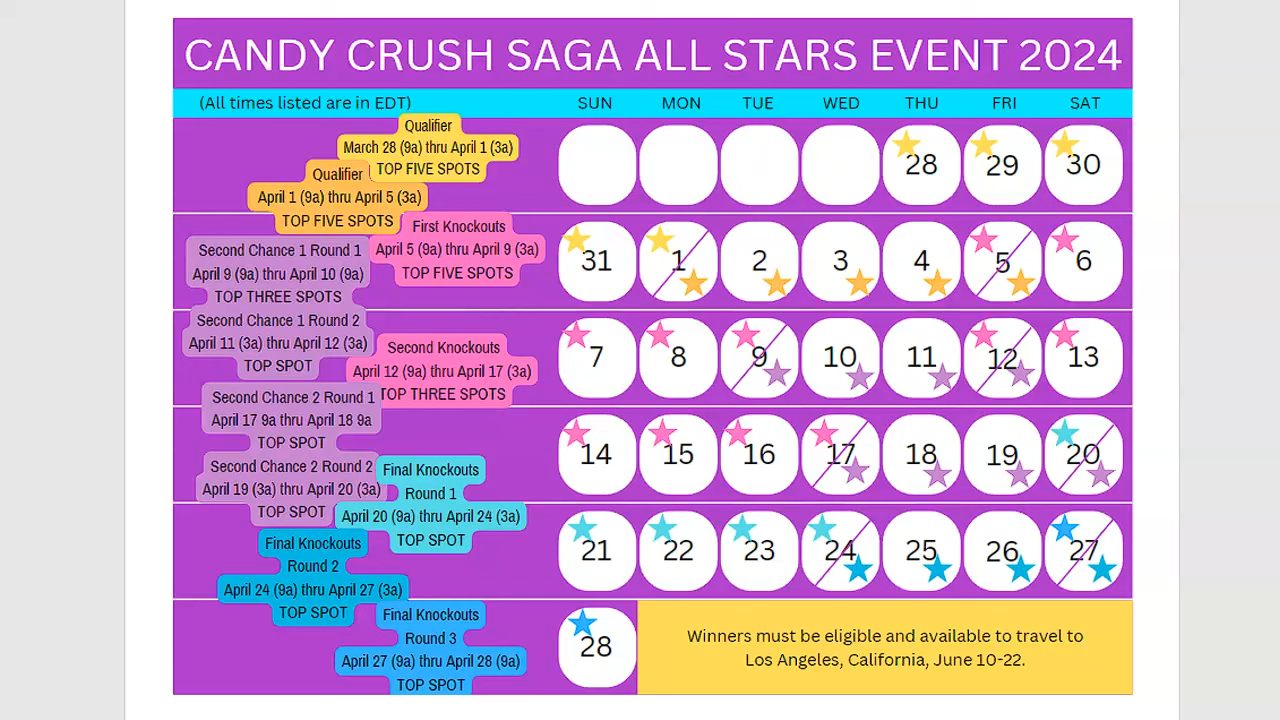 CANDY CRUSH SAGA ALL STARS EVENT 2024
(All times listed are in EDT) SUN MON TUE WED THU FRI SAT
Qualifier
March 28 (9a) thru April 1 (3a)
TOP FIVE SPOTS
Qualifier
April 1 (9a) thru April 5 (3a)
TOP FIVE SPOTS
28 29 30
First Knockouts
April 5 (9a) thru April 9 (3a)
TOP FIVE SPOTS
Second Chance 1 Round 1
April 9 (9a) thru April 10 (9a)
TOP THREE SPOTS
31 1 2 3 4 5 6
Second Chance 1 Round 2
April 11 (3a) thru April 12 (3a)
TOP SPOT
Second Knockouts
April 12 (9a) thru April 17 (3a)
TOP THREE SPOTS
7 8 9 10 11 12 13
Second Chance 2 Round 1
April 17 9a thru April 18 9a
TOP SPOT
Second Chance 2 Round 2
April 19 (3a) thru April 20 (3a)
TOP SPOT
14 15 16 17 18 19 20
Final Knockouts
Round 1
April 20 (9a) thru April 24 (3a)
TOP SPOT
Final Knockouts
Round 2
April 24 (9a) thru April 27 (3a)
TOP SPOT
21 22 23 24 25 26 27
Final Knockouts
Round 3
April 27 (9a) thru April 28 (9a)
TOP SPOT
28
Winners must be eligible and available to travel to
Los Angeles, California, June 10-22.